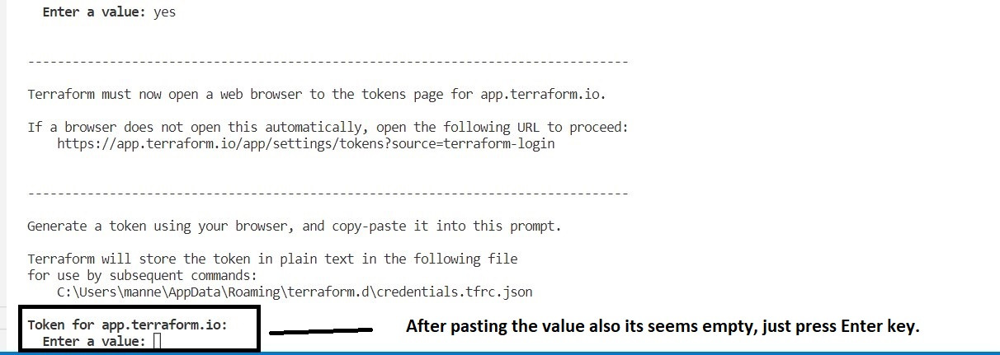 Enter a value: yes
--------------------------------------------------------------------------------
Terraform must now open a web browser to the tokens page for app.terraform.io.
If a browser does not open this automatically, open the following URL to proceed:
https://app.terraform.io/app/settings/tokens?source=terraform-login
--------------------------------------------------------------------------------
Generate a token using your browser, and copy-paste it into this prompt.
Terraform will store the token in plain text in the following file
for use by subsequent commands:
C:\Users\manne\AppData\Roaming\terraform.d\credentials.tfrc.json
Token for app.terraform.io:
Enter a value:
After pasting the value also its seems empty, just press Enter key.